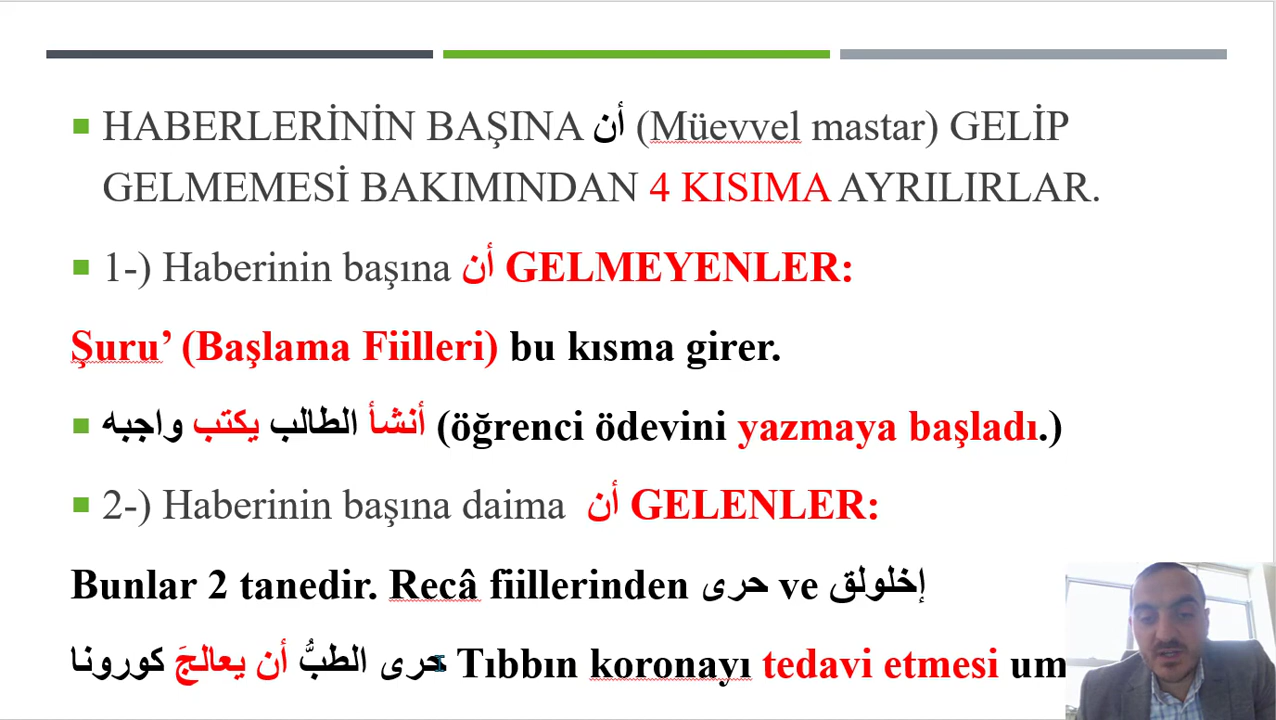 HABERLERİNİN BAŞINA أن (Müevvel mastar) GELİP
GELMEMESİ BAKIMINDAN 4 KISIMA AYRILIRLAR.
1-) Haberinin başına أن GELMEYENLER:
Şuru’ (Başlama Fiilleri) bu kısma girer.
أنشأ الطالب يكتب واجبه (öğrenci ödevini yazmaya başladı.)
2-) Haberinin başına daima أن GELENLER:
Bunlar 2 tanedir. Recâ fiillerinden حرى ve إخلولق
حرى الطبُّ أن يعالجَ كورونا Tıbbın koronayı tedavi etmesi um